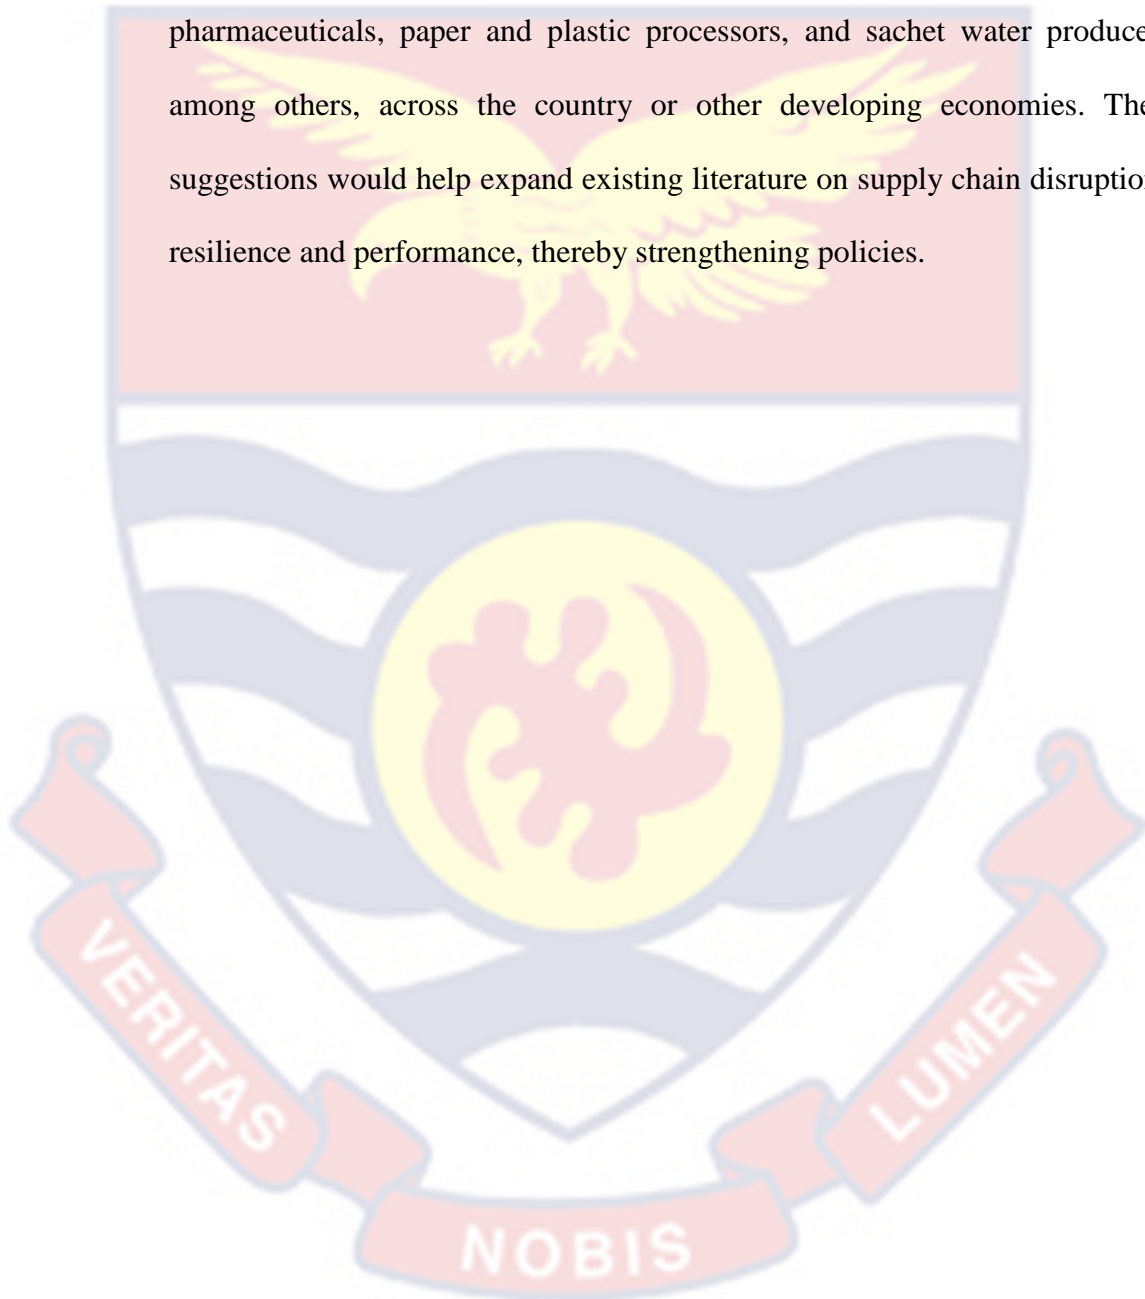 pharmaceuticals, paper and plastic processors, and sachet water produce
among others, across the country or other developing economies. The
suggestions would help expand existing literature on supply chain disruption
resilience and performance, thereby strengthening policies.
VERITAS
NOBIS
LUMEN